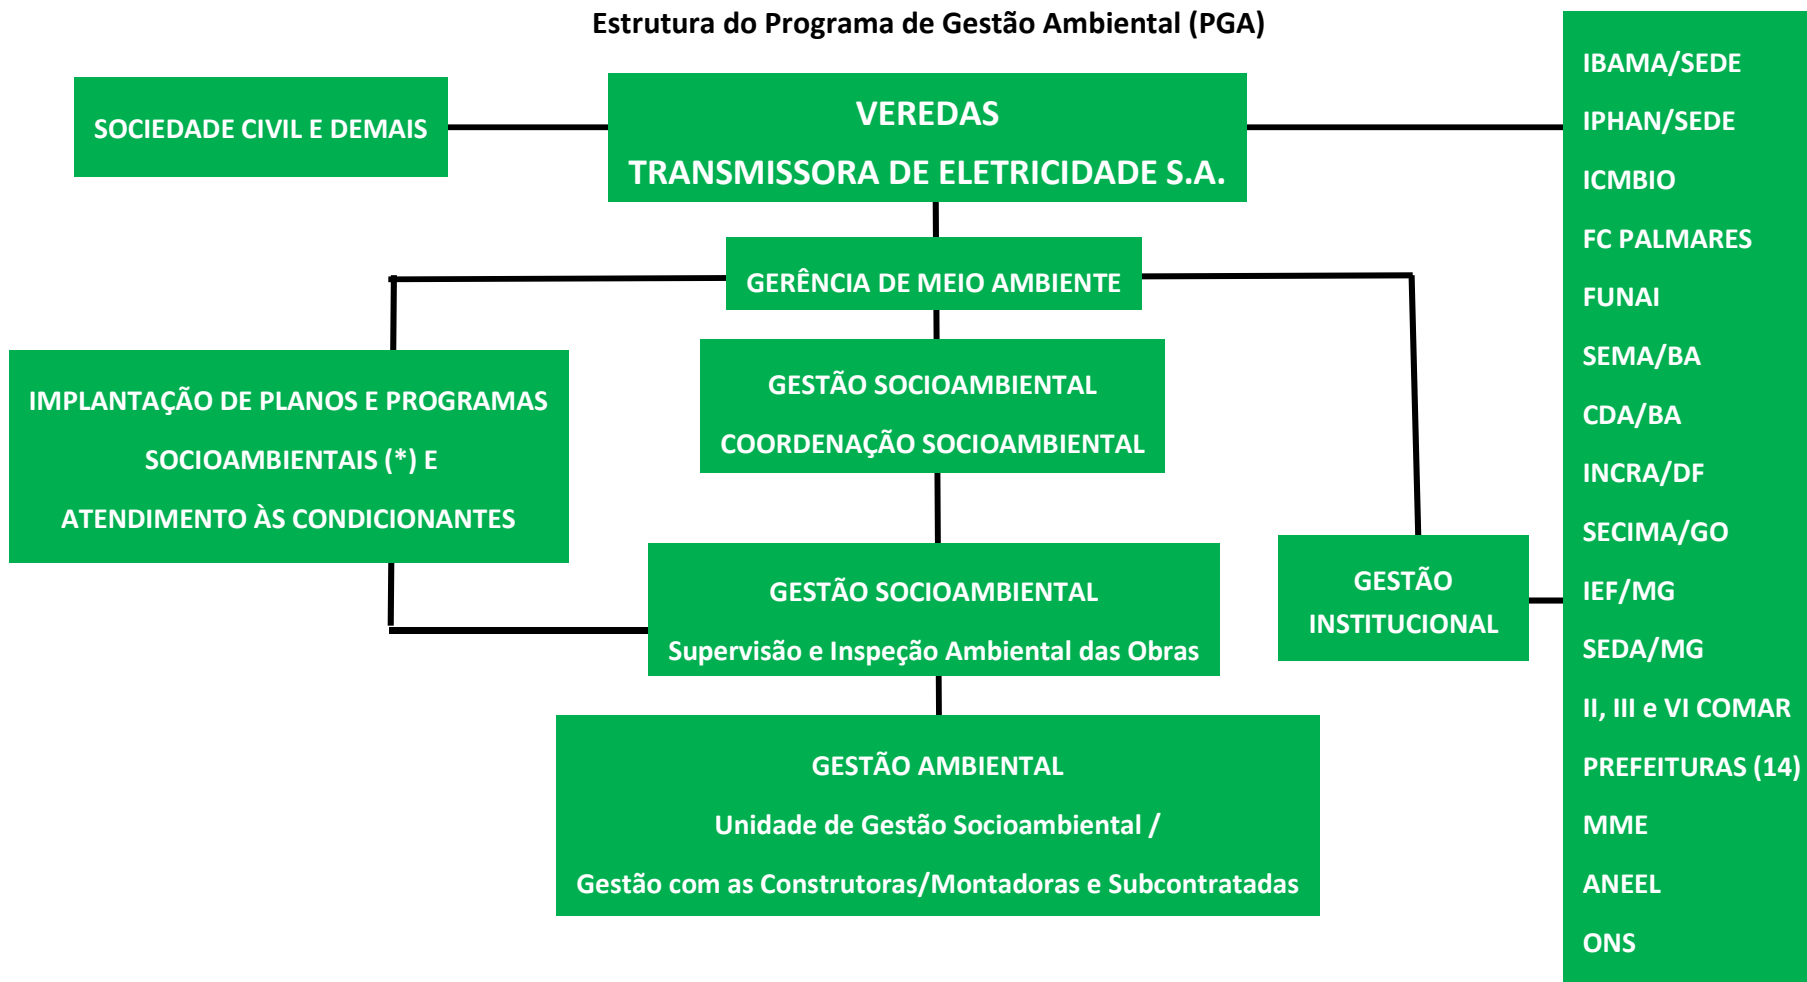 Estrutura do Programa de Gestão Ambiental (PGA)
SOCIEDADE CIVIL E DEMAIS
VEREDAS
TRANSMISSORA DE ELETRICIDADE S.A.
GERÊNCIA DE MEIO AMBIENTE
IMPLANTAÇÃO DE PLANOS E PROGRAMAS
SOCIOAMBIENTAIS (*) E
ATENDIMENTO ÀS CONDICIONANTES
GESTÃO SOCIOAMBIENTAL
COORDENAÇÃO SOCIOAMBIENTAL
GESTÃO SOCIOAMBIENTAL
Supervisão e Inspeção Ambiental das Obras
GESTÃO
INSTITUCIONAL
GESTÃO AMBIENTAL
Unidade de Gestão Socioambiental /
Gestão com as Construtoras/Montadoras e Subcontratadas
IBAMA/SEDE
IPHAN/SEDE
ICMBIO
FC PALMARES
FUNAI
SEMA/BA
CDA/BA
INCRA/DF
SECIMA/GO
IEF/MG
SEDA/MG
II, III e VI COMAR
PREFEITURAS (14)
MME
ANEEL
ONS